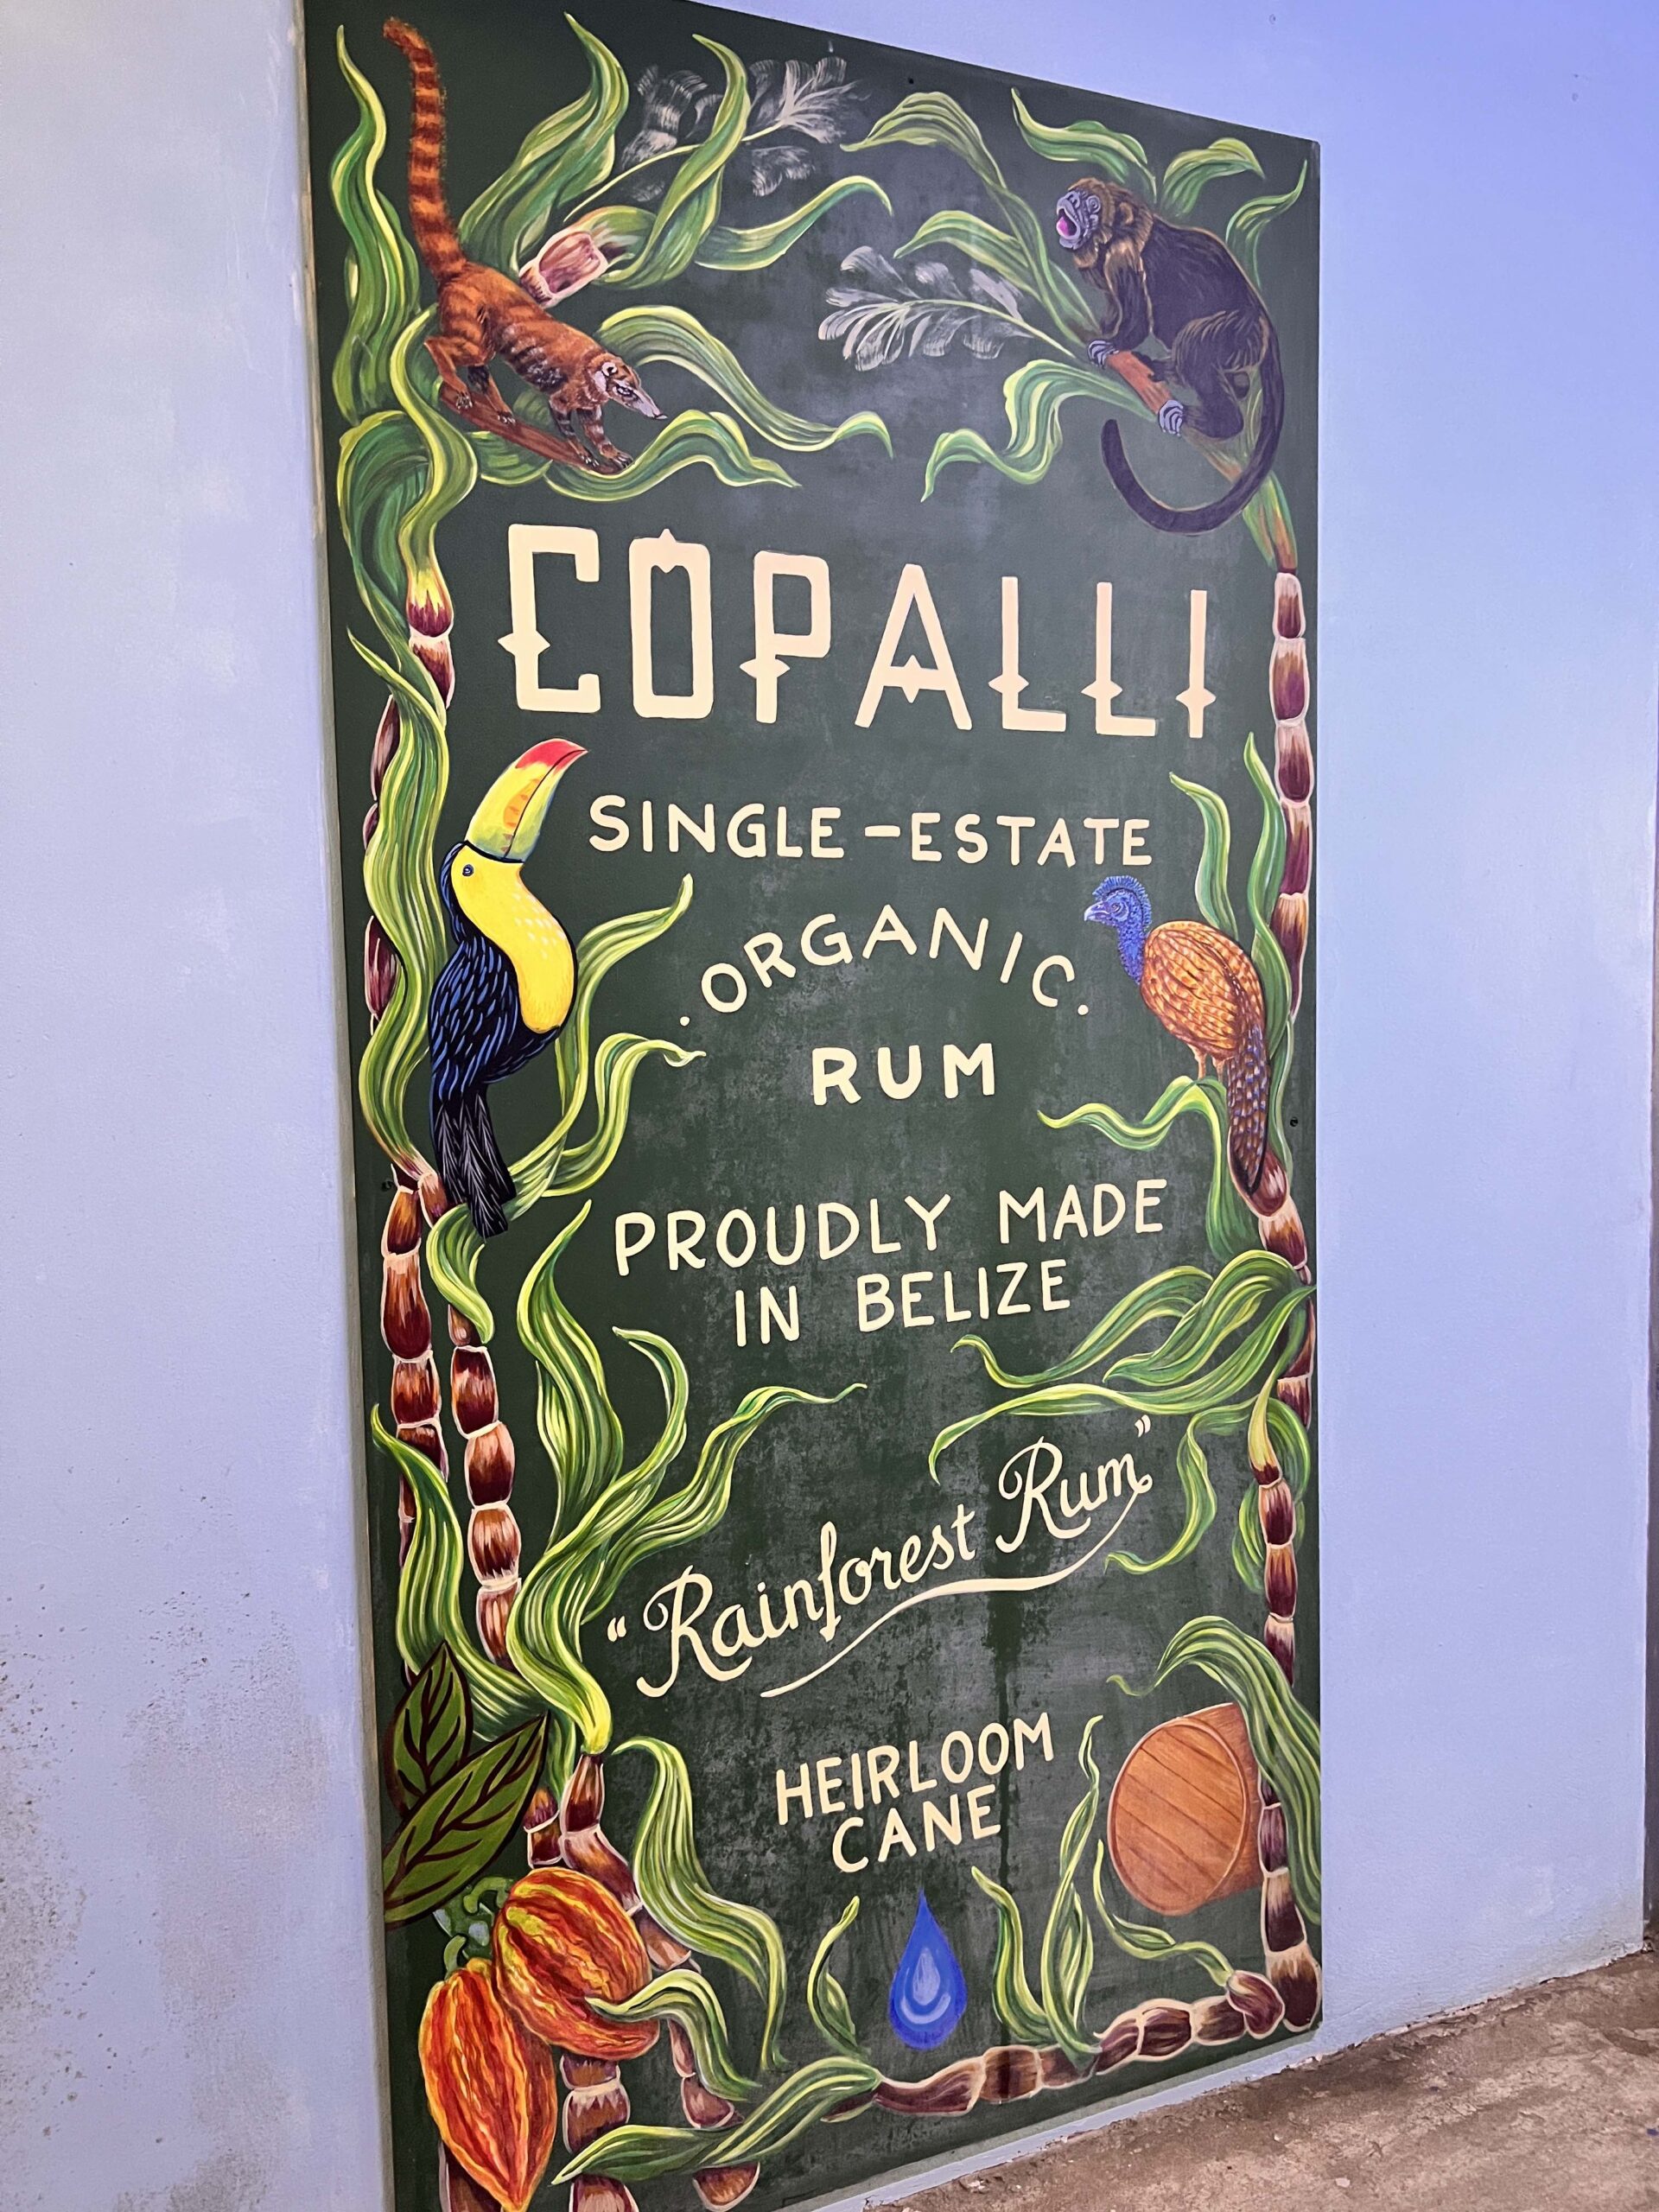 COPALLI
SINGLE-ESTATE
.ORGANIC.
RUM
PROUDLY MADE
IN BELIZE
"Rainforest Rum"
HEIRLOOM
CANE